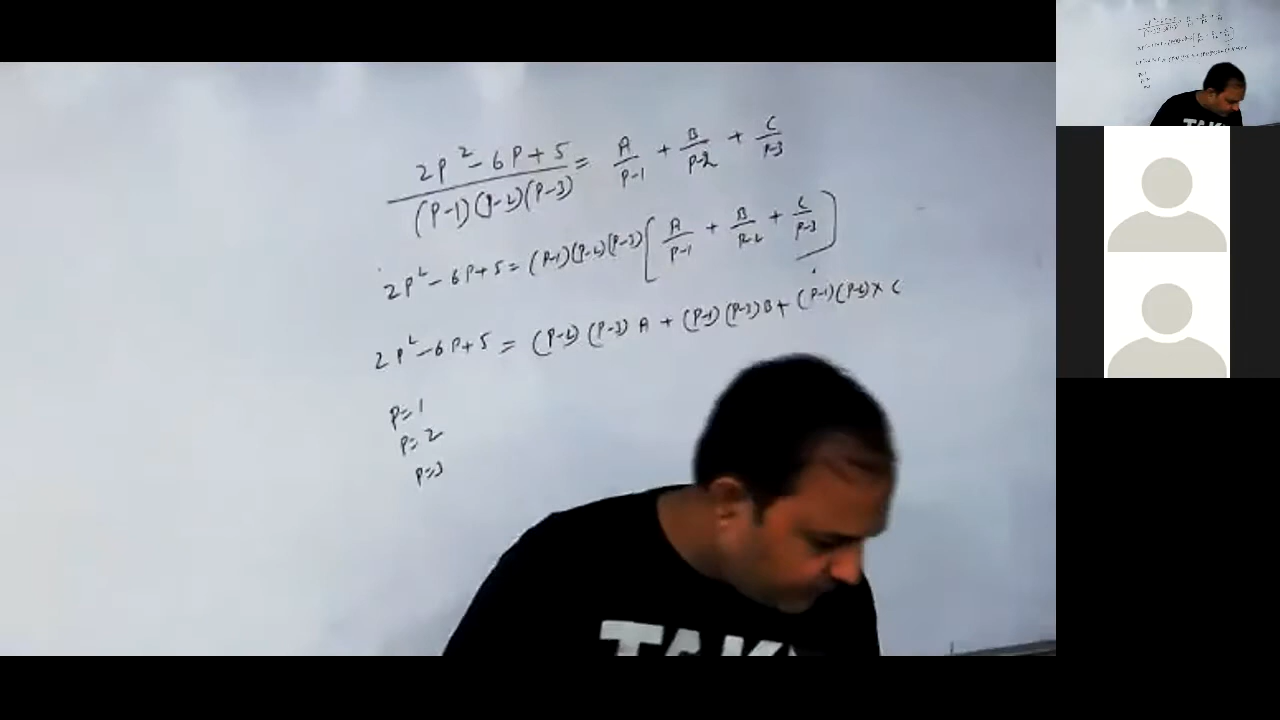 2P² - 6P + 5 / (P-1)(P-2)(P-3) = A/P-1 + B/P-2 + C/P-3
2P² - 6P + 5 = (P-1)(P-2)(P-3) [ A/P-1 + B/P-2 + C/P-3 ]
2P² - 6P + 5 = (P-2)(P-3) A + (P-1)(P-3) B + (P-1)(P-2) × C
P = 1
P = 2
P = 3